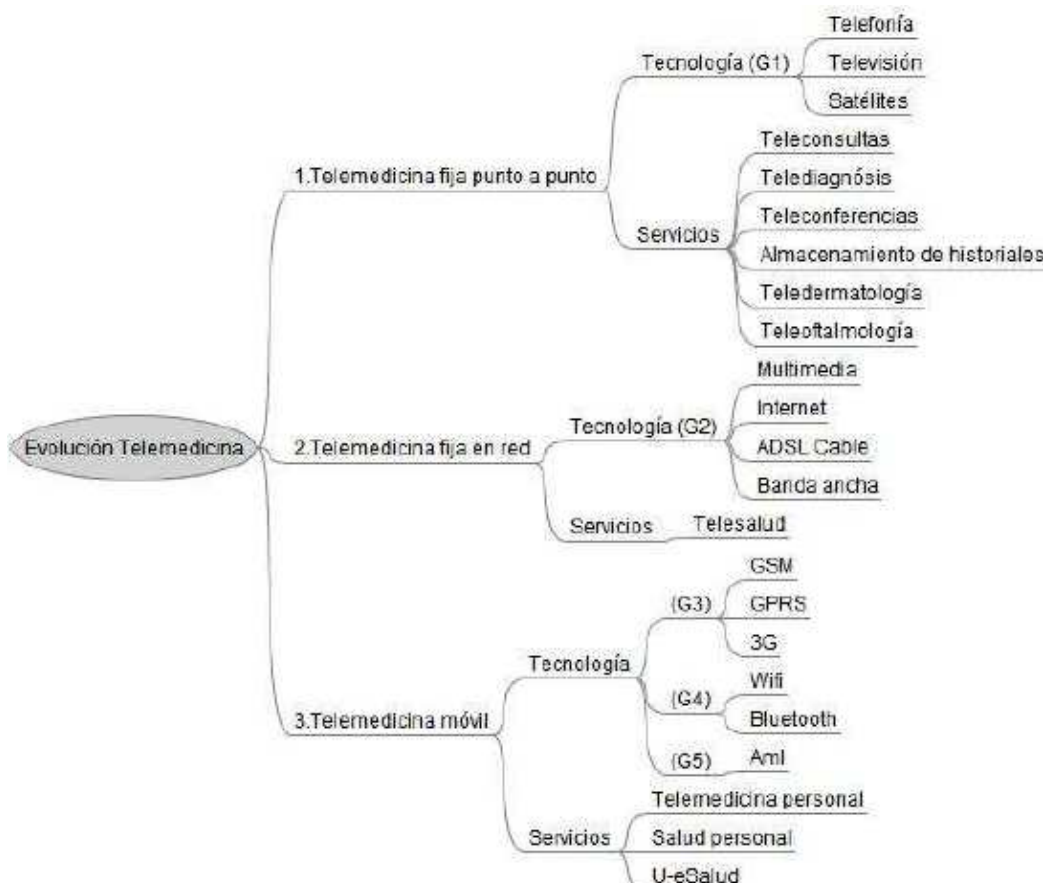 Evolución Telemedicina
1.Telemedicina fija punto a punto
Tecnología (G1)
Telefonía
Televisión
Satélites
Servicios
Teleconsultas
Telediagnósis
Teleconferencias
Almacenamiento de historiales
Teledermatología
Teleoftalmología
2.Telemedicina fija en red
Tecnología (G2)
Multimedia
Internet
ADSL Cable
Banda ancha
Servicios
Telesalud
3.Telemedicina móvil
Tecnología
(G3)
GSM
GPRS
3G
(G4)
Wifi
Bluetooth
(G5)
AmI
Servicios
Telemedicina personal
Salud personal
U-eSalud